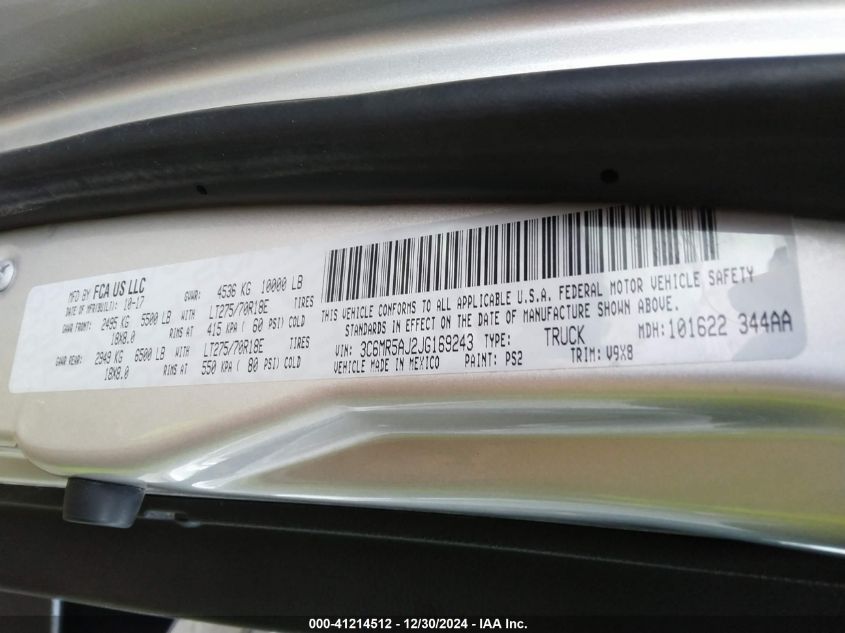 MFD BY FCA US LLC
GVWR: 4536 KG 10000 LB
DATE OF MFR(BUILT): 10-17
GAWR FRONT: 2495 KG 5500 LB WITH LT275/70R18E TIRES
18X8.0 RIMS AT 415 KPA ( 60 PSI) COLD
GAWR REAR: 2949 KG 6500 LB WITH LT275/70R18E TIRES
18X8.0 RIMS AT 550 KPA ( 80 PSI) COLD
THIS VEHICLE CONFORMS TO ALL APPLICABLE U.S.A. FEDERAL MOTOR VEHICLE SAFETY
STANDARDS IN EFFECT ON THE DATE OF MANUFACTURE SHOWN ABOVE.
VIN: 3C6MR5AJ2JG169243 TYPE: TRUCK MDH: 101622 344AA
VEHICLE MADE IN MEXICO PAINT: PS2 TRIM: V9X8
000-41214512 - 12/30/2024 - IAA Inc.